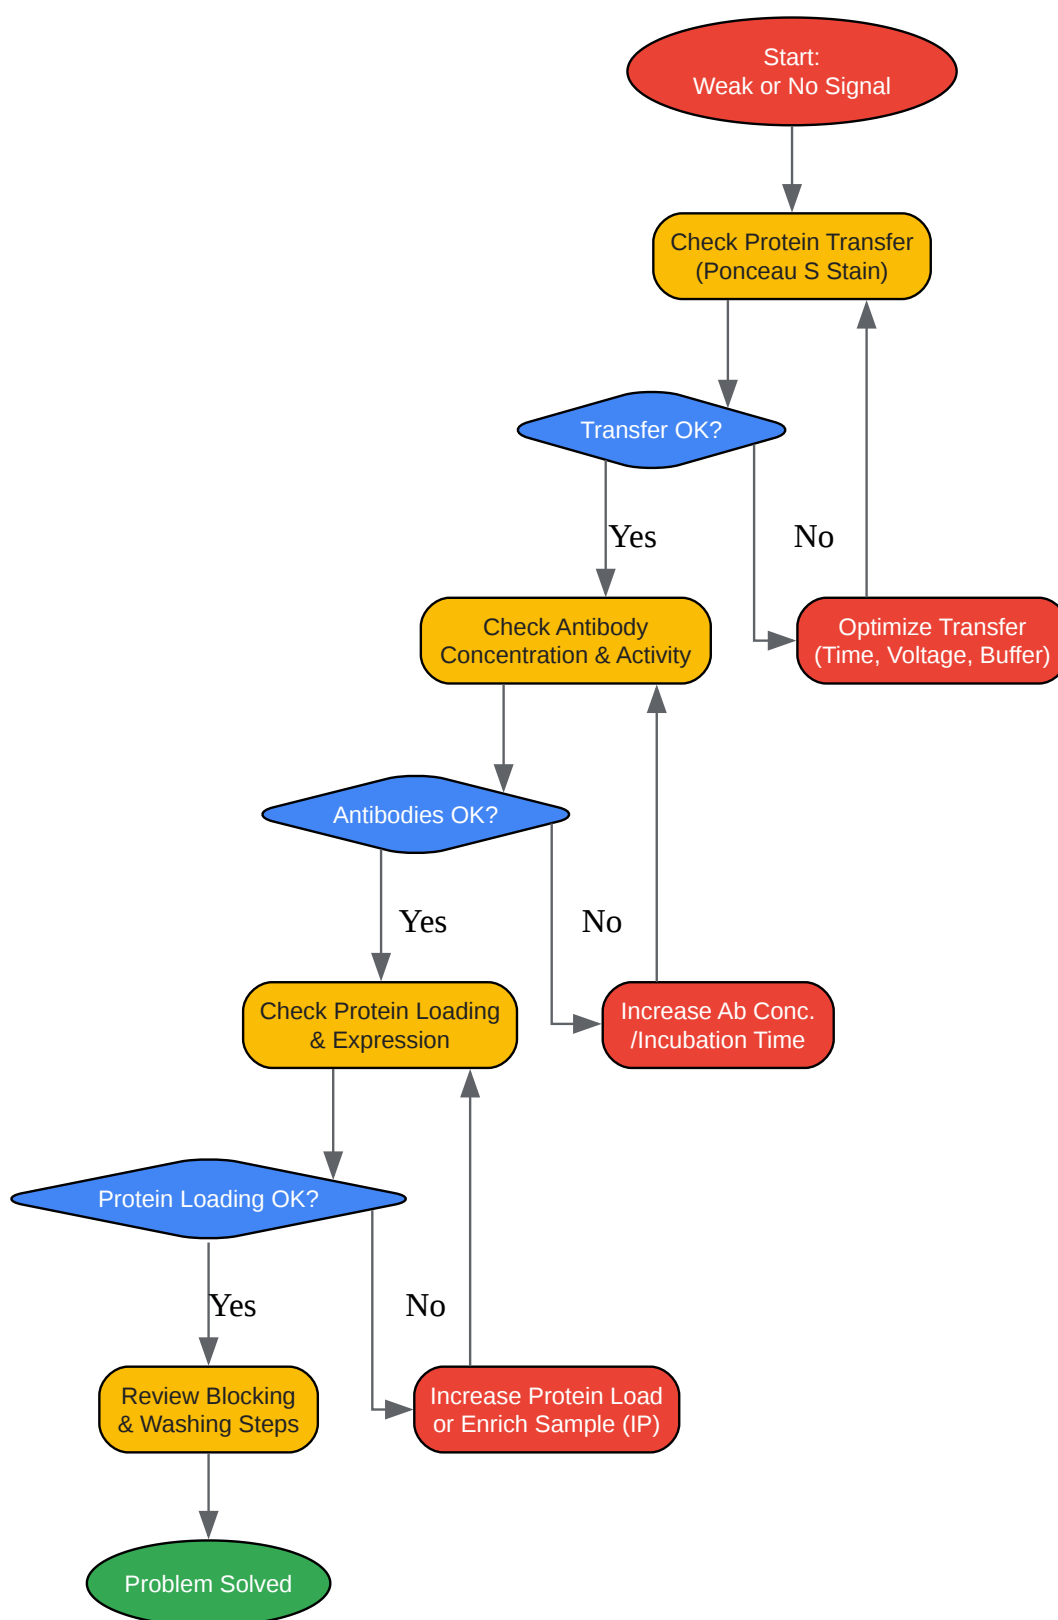 Start:
Weak or No Signal
Check Protein Transfer
(Ponceau S Stain)
Transfer OK?
Yes
No
Check Antibody
Concentration & Activity
Optimize Transfer
(Time, Voltage, Buffer)
Antibodies OK?
Yes
No
Check Protein Loading
& Expression
Increase Ab Conc.
/Incubation Time
Protein Loading OK?
Yes
No
Review Blocking
& Washing Steps
Increase Protein Load
or Enrich Sample (IP)
Problem Solved